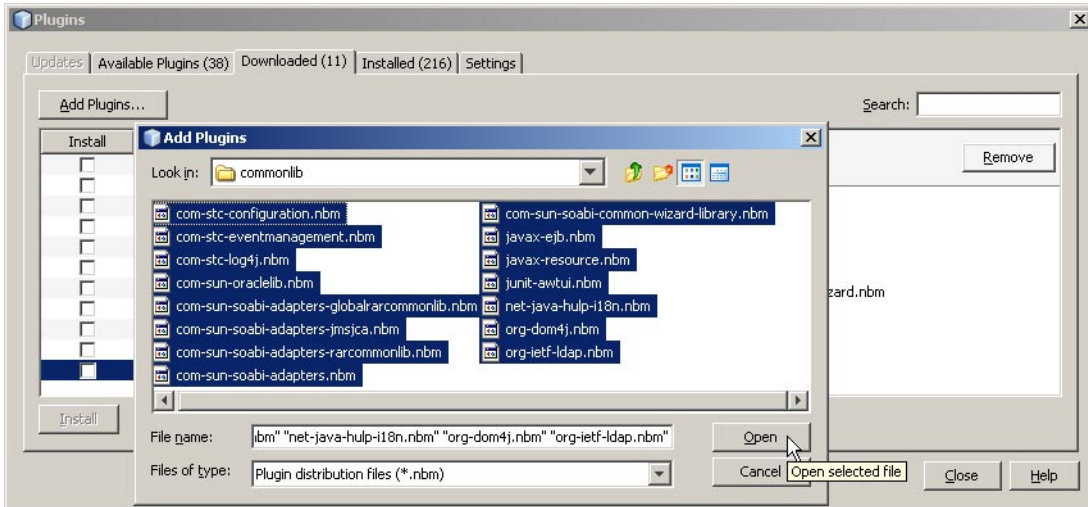 Plugins
Updates Available Plugins (38) Downloaded (11) Installed (216) Settings
Add Plugins... Search:
Install
Remove
Add Plugins
Look in: commonlib
com-stc-configuration.nbm
com-stc-eventmanagement.nbm
com-stc-log4j.nbm
com-sun-oraclelib.nbm
com-sun-soabi-adapters-globalrarcommonlib.nbm
com-sun-soabi-adapters-jmsjca.nbm
com-sun-soabi-adapters-rarcommonlib.nbm
com-sun-soabi-adapters.nbm
com-sun-soabi-common-wizard-library.nbm
javax-ejb.nbm
javax-resource.nbm
junit-awtui.nbm
net-java-hulp-i18n.nbm
org-dom4j.nbm
org-ietf-ldap.nbm
zard.nbm
Install
File name: bm" "net-java-hulp-i18n.nbm" "org-dom4j.nbm" "org-ietf-ldap.nbm" Open
Files of type: Plugin distribution files (*.nbm) Cancel
Open selected file
Close Help